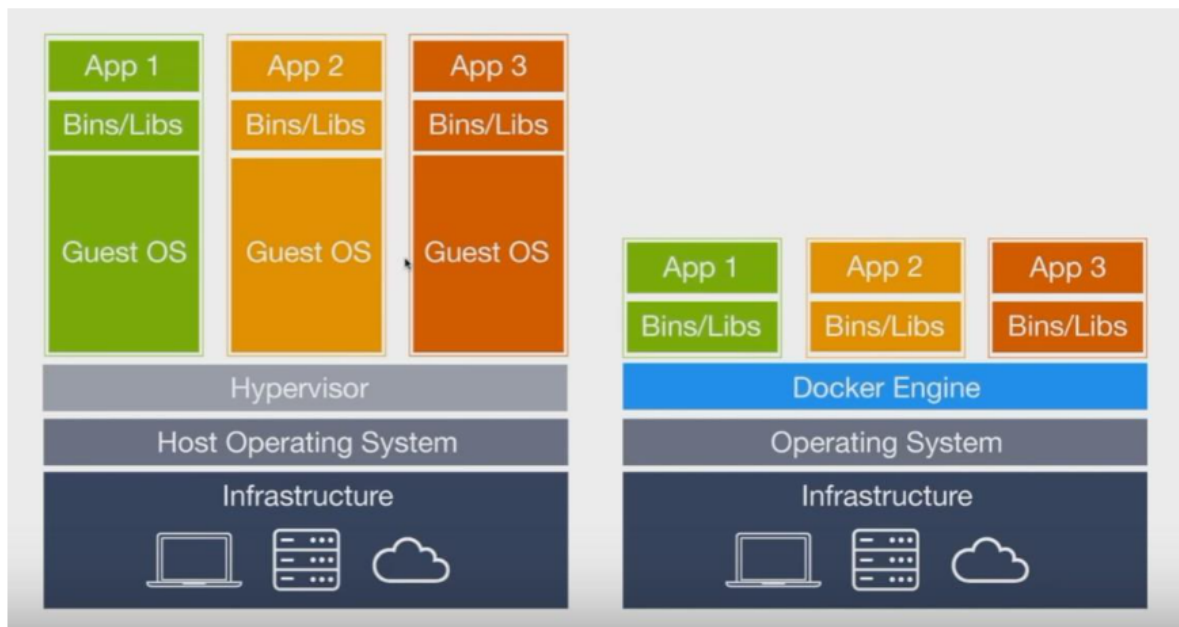 App 1
App 2
App 3
Bins/Libs
Bins/Libs
Bins/Libs
Guest OS
Guest OS
Guest OS
Hypervisor
Host Operating System
Infrastructure
App 1
App 2
App 3
Bins/Libs
Bins/Libs
Bins/Libs
Docker Engine
Operating System
Infrastructure